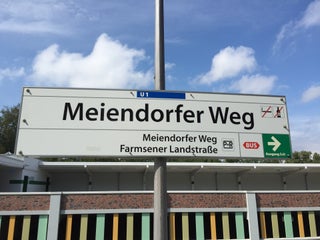 U1
Meiendorfer Weg
Meiendorfer Weg
Farmsener Landstraße
P+R
BUS